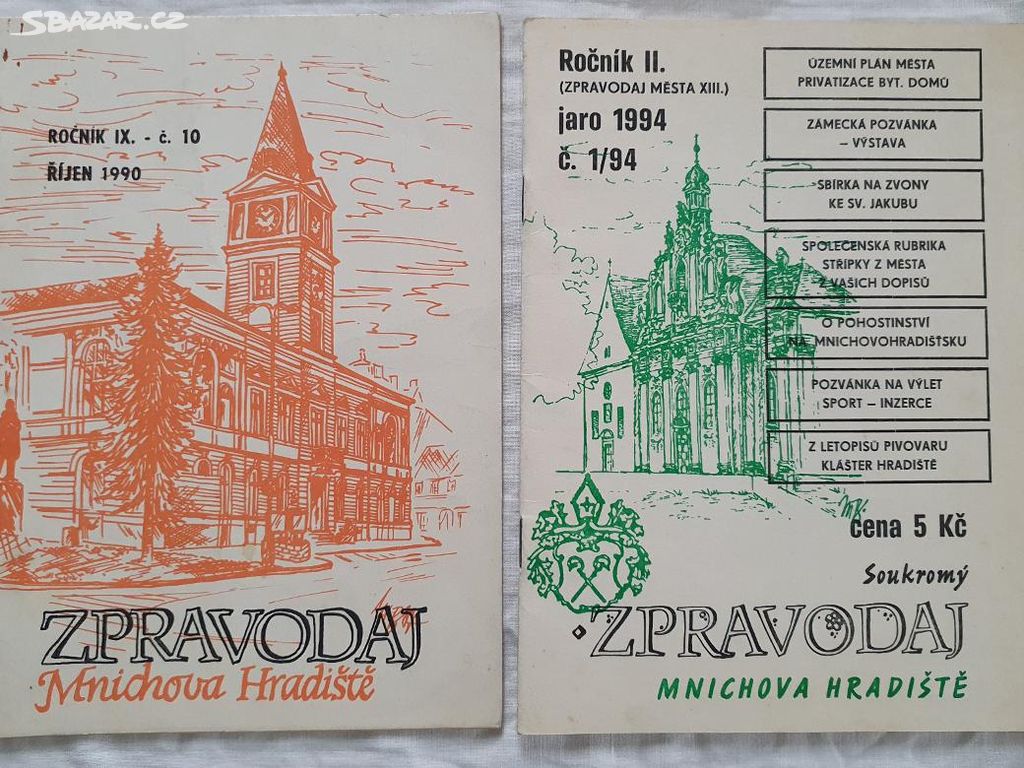 SBAZAR.CZ
ROČNÍK IX. - č. 10
ŘÍJEN 1990
ZPRAVODAJ
Mnichova Hradiště
Ročník II.
(ZPRAVODAJ MĚSTA XIII.)
jaro 1994
č. 1/94
ÚZEMNÍ PLÁN MĚSTA
PRIVATIZACE BYT. DOMŮ
ZÁMECKÁ POZVÁNKA
– VÝSTAVA
SBÍRKA NA ZVONY
KE SV. JAKUBU
SPOLEČENSKÁ RUBRIKA
STŘÍPKY Z MĚSTA
Z VAŠICH DOPISŮ
O POHOSTINSTVÍ
NA MNICHOVOHRADIŠŤSKU
POZVÁNKA NA VÝLET
SPORT – INZERCE
Z LETOPISŮ PIVOVARU
KLÁŠTER HRADIŠTĚ
cena 5 Kč
Soukromý
ZPRAVODAJ
MNICHOVA HRADIŠTĚ